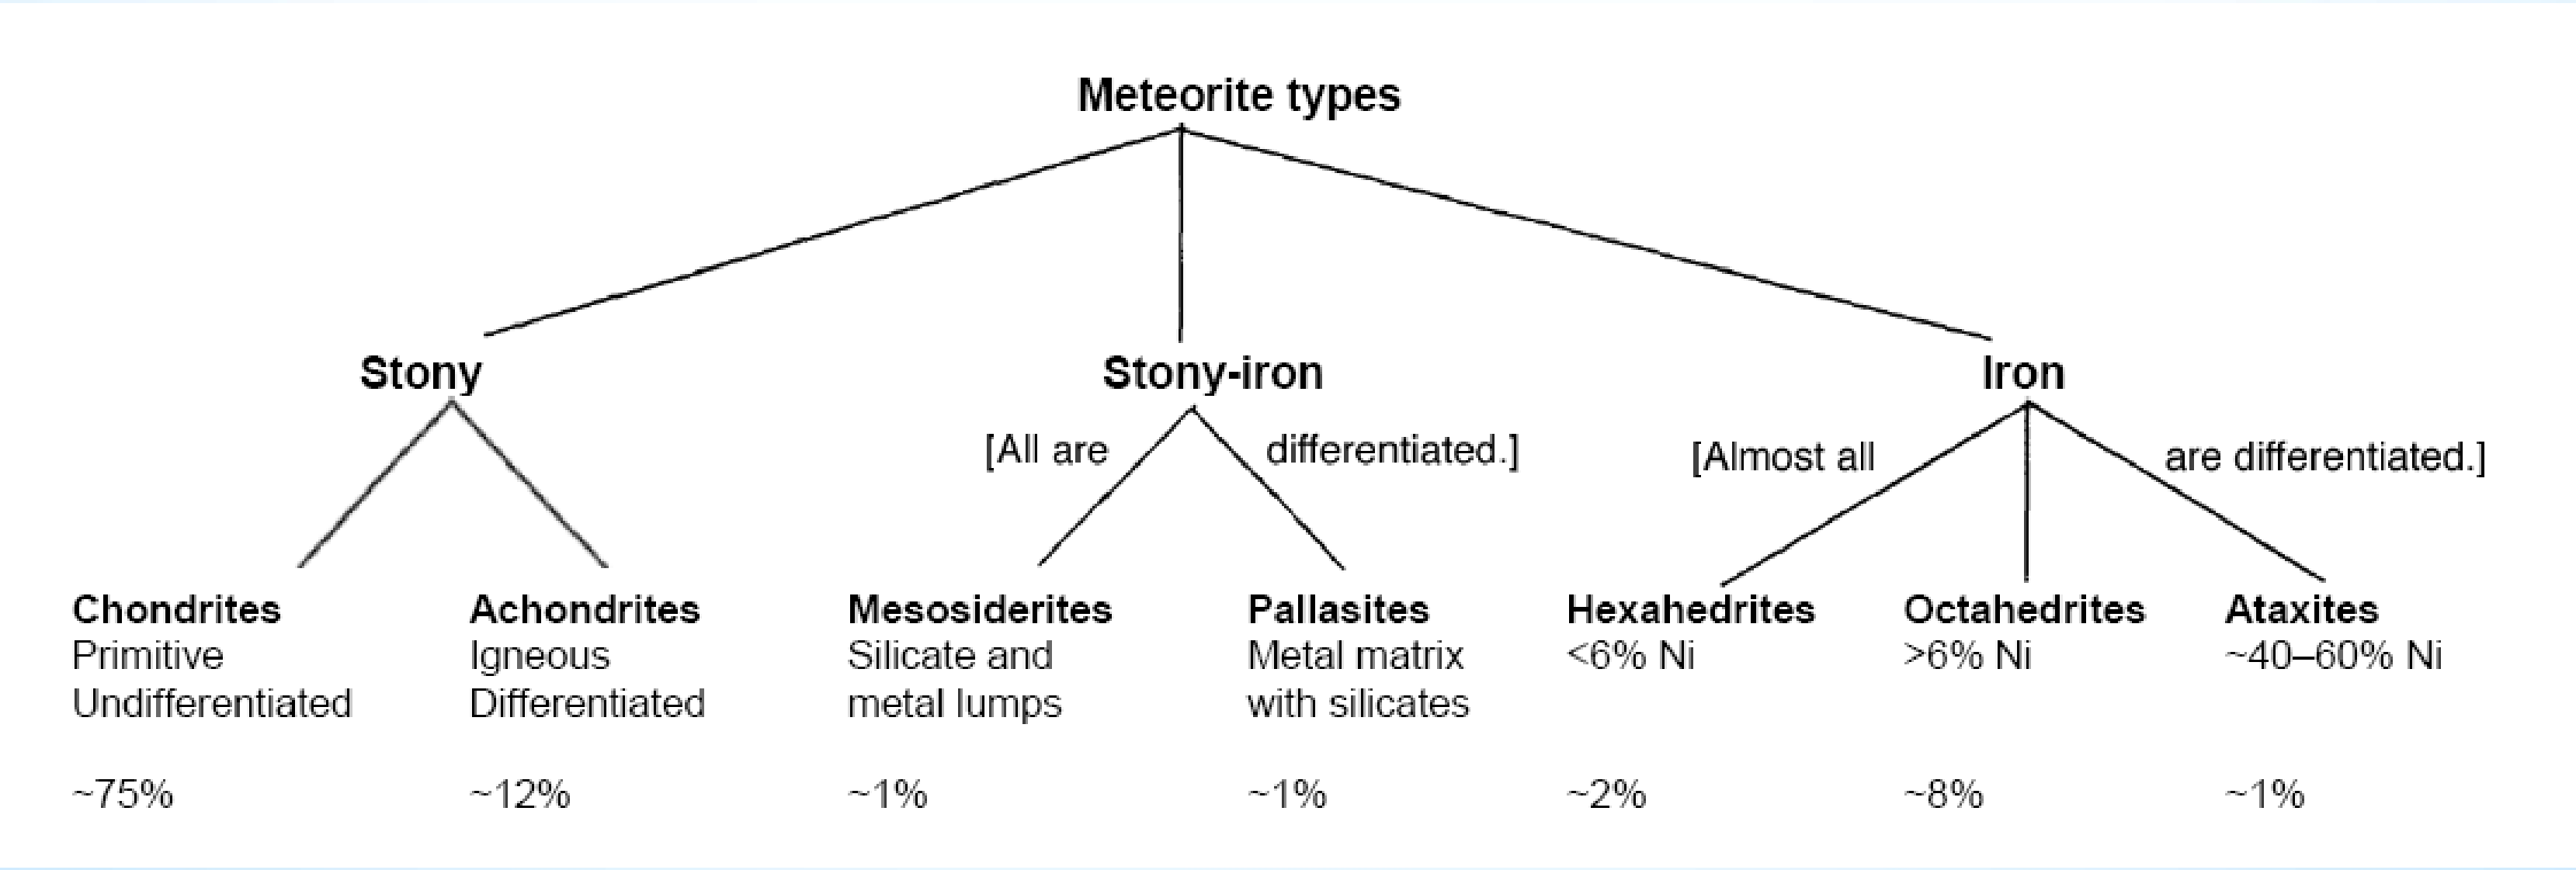 Meteorite types
Stony
Stony-iron
Iron
[All are differentiated.]
[Almost all are differentiated.]
Chondrites
Primitive
Undifferentiated
~75%
Achondrites
Igneous
Differentiated
~12%
Mesosiderites
Silicate and
metal lumps
~1%
Pallasites
Metal matrix
with silicates
~1%
Hexahedrites
<6% Ni
~2%
Octahedrites
>6% Ni
~8%
Ataxites
~40–60% Ni
~1%